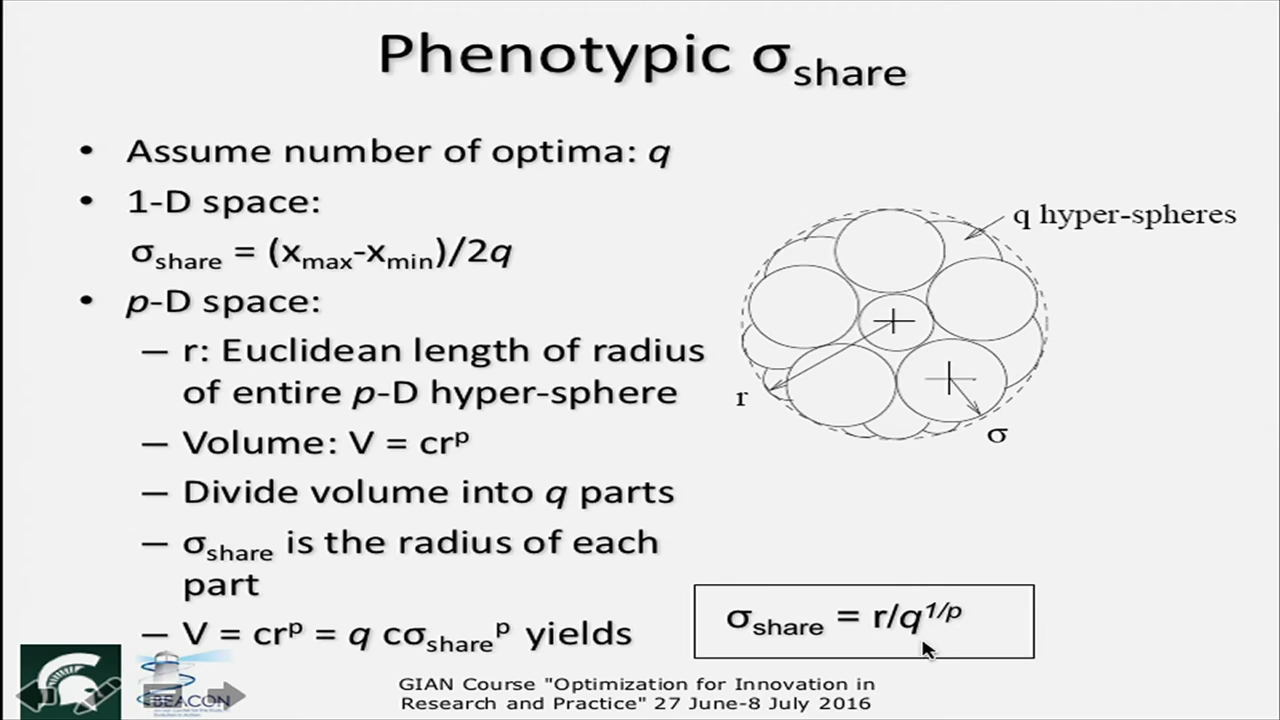 Phenotypic σshare
• Assume number of optima: q
• 1-D space:
σshare = (xmax-xmin)/2q
• p-D space:
– r: Euclidean length of radius
of entire p-D hyper-sphere
– Volume: V = crᵖ
– Divide volume into q parts
– σshare is the radius of each
part
– V = crᵖ = q cσshareᵖ yields
q hyper-spheres
r
σ
σshare = r/q^1/p
BEACON
GIAN Course "Optimization for Innovation in
Research and Practice" 27 June-8 July 2016